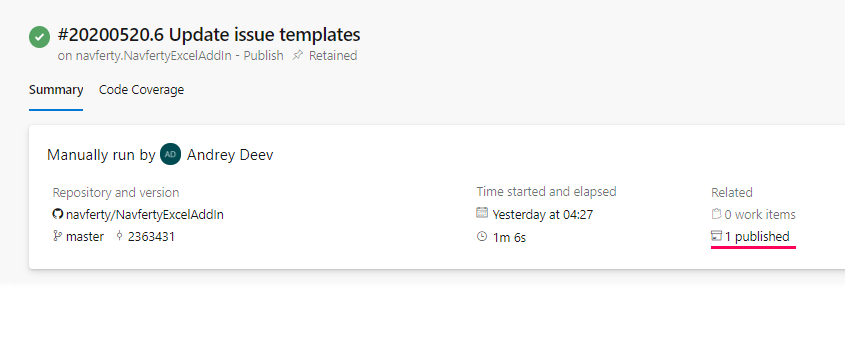 #20200520.6 Update issue templates
on navferty.NavfertyExcelAddIn - Publish Retained
Summary Code Coverage
Manually run by AD Andrey Deev
Repository and version
navferty/NavfertyExcelAddIn
master 2363431
Time started and elapsed
Yesterday at 04:27
1m 6s
Related
0 work items
1 published